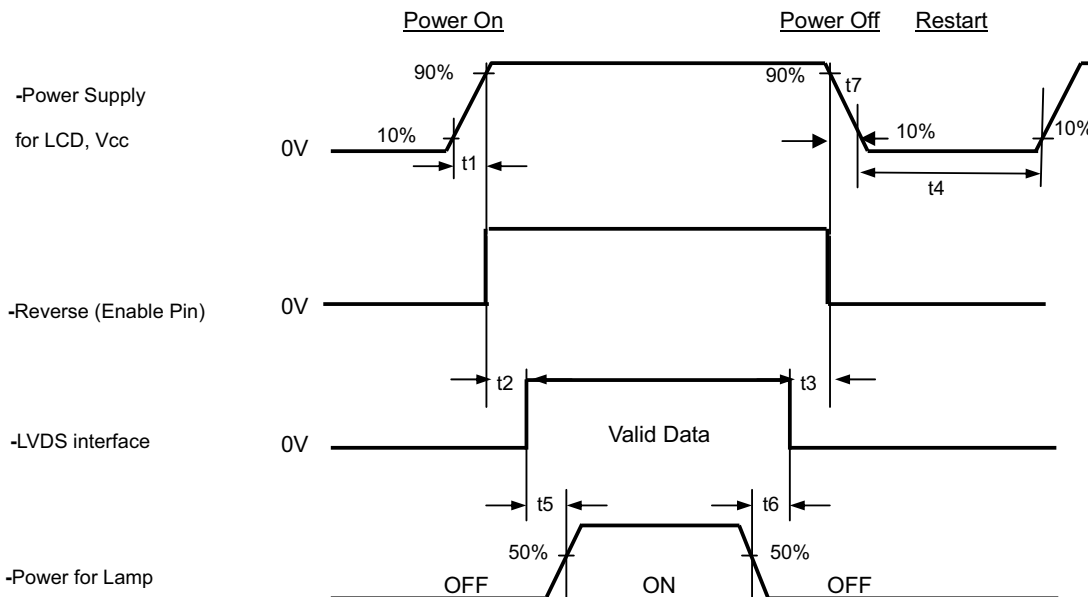 Power On Power Off Restart
90% 90% t7
-Power Supply
for LCD, Vcc
0V 10% 10% 10%
t1 t4
-Reverse (Enable Pin) 0V
t2 t3
-LVDS interface 0V Valid Data
t5 t6
50% 50%
-Power for Lamp OFF ON OFF